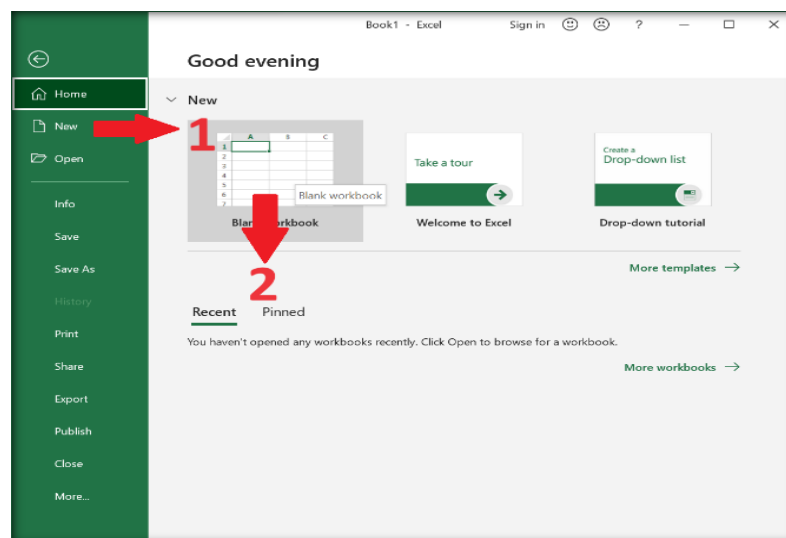 Book1 - Excel
Sign in
?
Good evening
Home
New
New
1
Open
A B C
1
2
3
4
5
6
7
Blank workbook
Blank workbook
Take a tour
Welcome to Excel
Create a
Drop-down list
Drop-down tutorial
2
More templates
Info
Save
Save As
History
Print
Share
Export
Publish
Close
More...
Recent Pinned
You haven't opened any workbooks recently. Click Open to browse for a workbook.
More workbooks